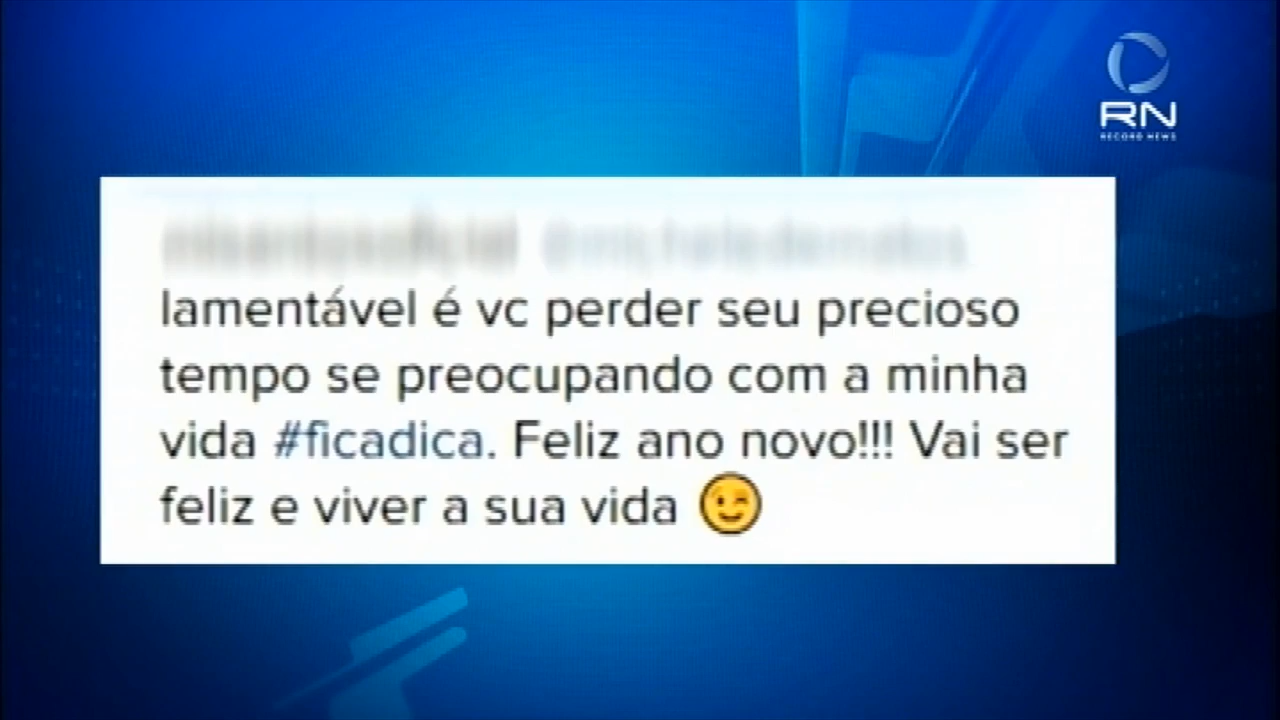 RN
RECORD NEWS
lamentável é vc perder seu precioso
tempo se preocupando com a minha
vida #ficadica. Feliz ano novo!!! Vai ser
feliz e viver a sua vida 😉